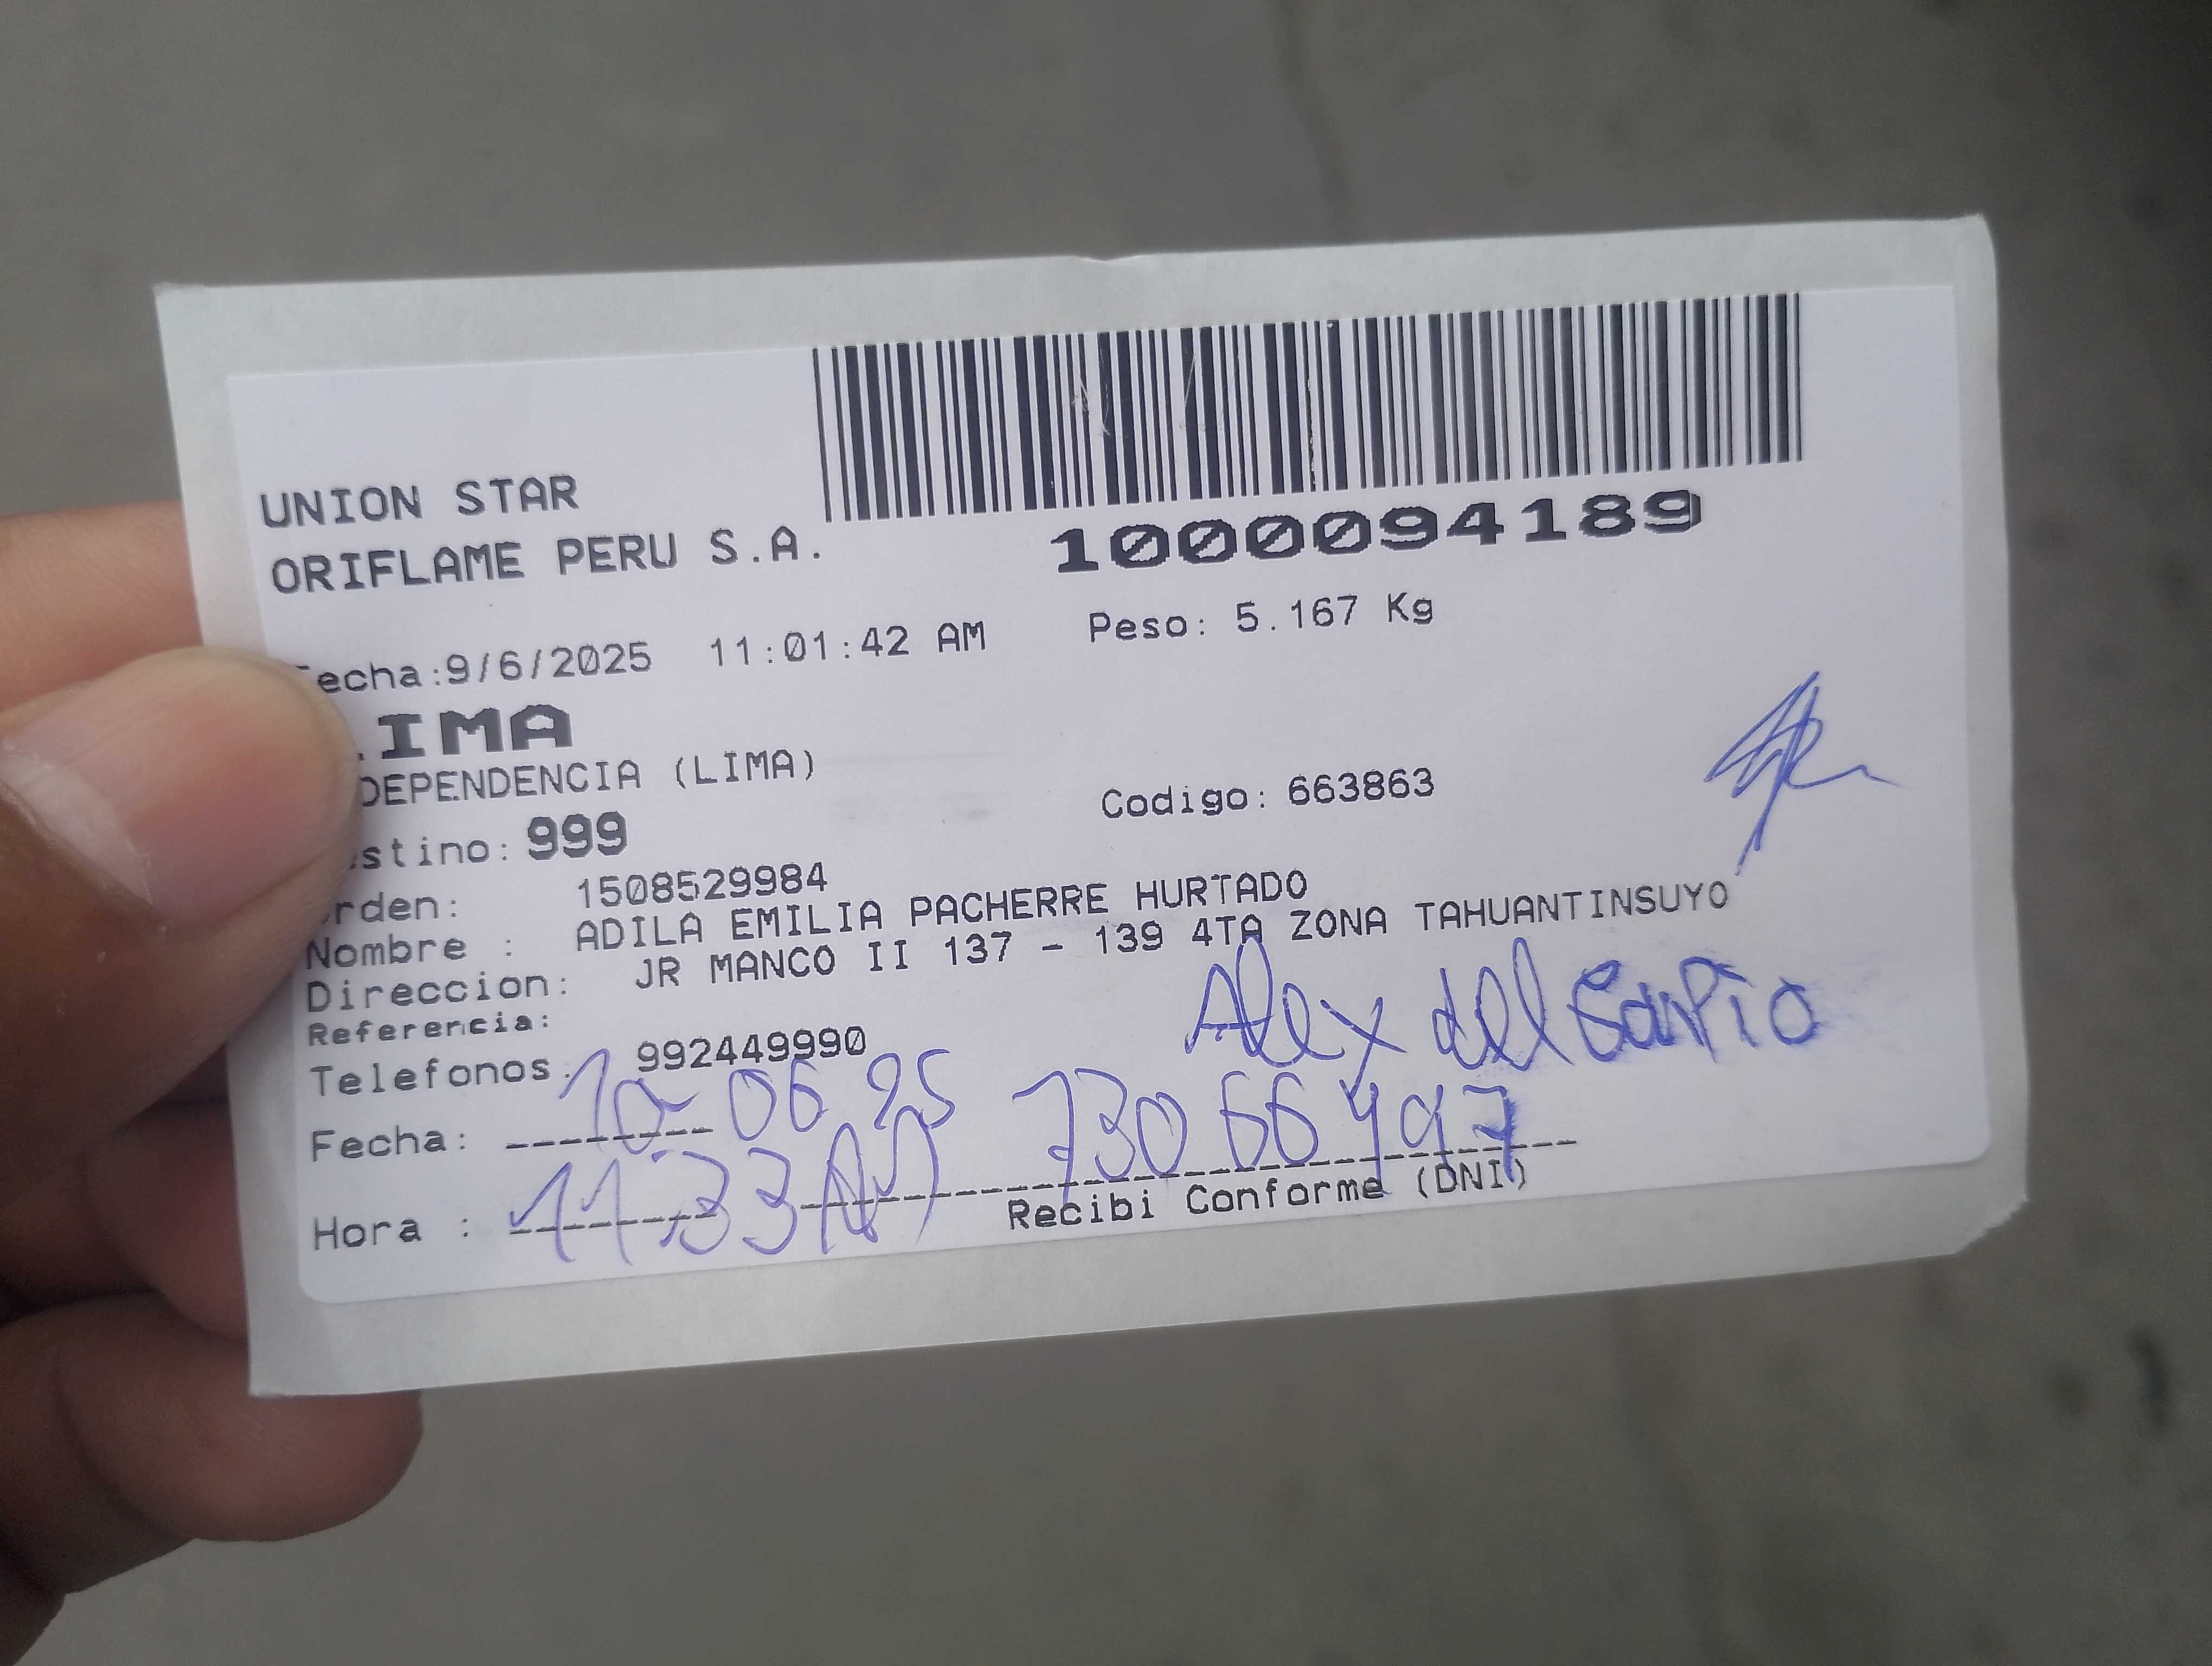 UNION STAR
ORIFLAME PERU S.A.
1000094189
echa:9/6/2025 11:01:42 AM Peso: 5.167 Kg
IMA
DEPENDENCIA (LIMA)
Codigo: 663863
stino: 999
rden: 1508529984
Nombre : ADILA EMILIA PACHERRE HURTADO
Direccion: JR MANCO II 137 - 139 4TA ZONA TAHUANTINSUYO
Referencia:
Alex del Carpio
Telefonos: 992449990
Fecha: 10-06 25 73066497
Hora : 11:33 AM
Recibi Conforme (DNI)